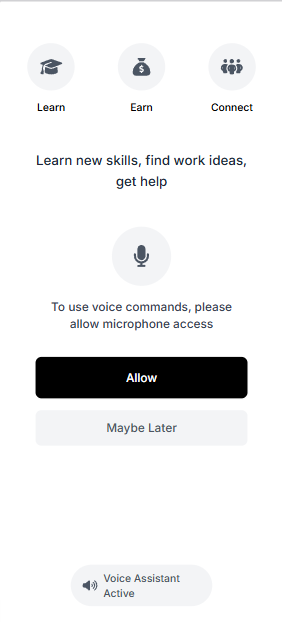 Learn
Earn
Connect
Learn new skills, find work ideas,
get help
To use voice commands, please
allow microphone access
Allow
Maybe Later
Voice Assistant
Active